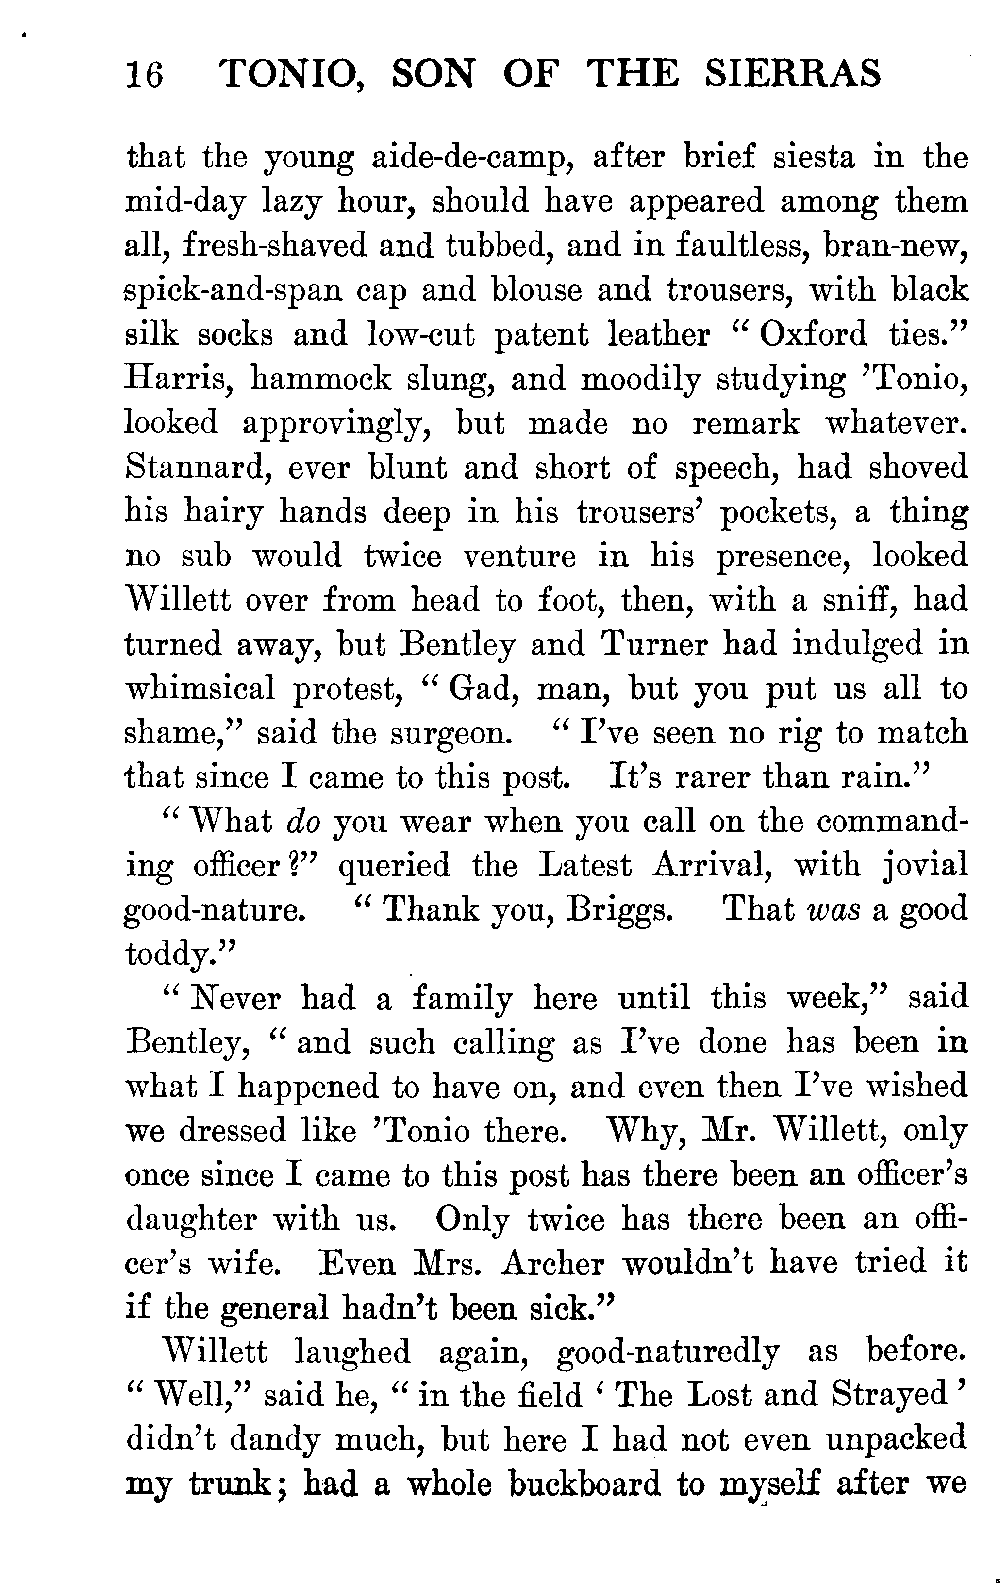 16 TONIO, SON OF THE SIERRAS
that the young aide-de-camp, after brief siesta in the
mid-day lazy hour, should have appeared among them
all, fresh-shaved and tubbed, and in faultless, bran-new,
spick-and-span cap and blouse and trousers, with black
silk socks and low-cut patent leather “ Oxford ties.”
Harris, hammock slung, and moodily studying ’Tonio,
looked approvingly, but made no remark whatever.
Stannard, ever blunt and short of speech, had shoved
his hairy hands deep in his trousers’ pockets, a thing
no sub would twice venture in his presence, looked
Willett over from head to foot, then, with a sniff, had
turned away, but Bentley and Turner had indulged in
whimsical protest, “ Gad, man, but you put us all to
shame,” said the surgeon. “ I’ve seen no rig to match
that since I came to this post. It’s rarer than rain.”
“ What do you wear when you call on the command-
ing officer?” queried the Latest Arrival, with jovial
good-nature. “ Thank you, Briggs. That was a good
toddy.”
“ Never had a family here until this week,” said
Bentley, “ and such calling as I’ve done has been in
what I happened to have on, and even then I’ve wished
we dressed like ’Tonio there. Why, Mr. Willett, only
once since I came to this post has there been an officer’s
daughter with us. Only twice has there been an offi-
cer’s wife. Even Mrs. Archer wouldn’t have tried it
if the general hadn’t been sick.”
Willett laughed again, good-naturedly as before.
“ Well,” said he, “ in the field ‘ The Lost and Strayed ’
didn’t dandy much, but here I had not even unpacked
my trunk; had a whole buckboard to myself after we